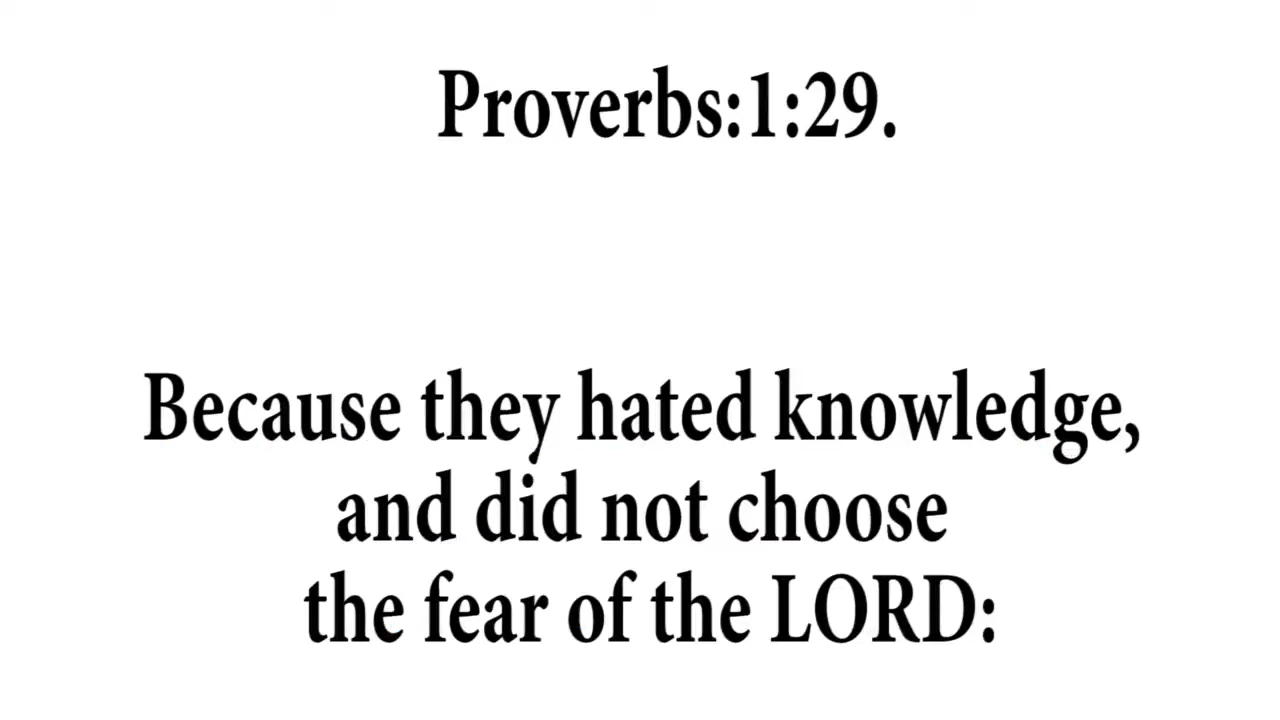 Proverbs:1:29.
Because they hated knowledge,
and did not choose
the fear of the LORD: